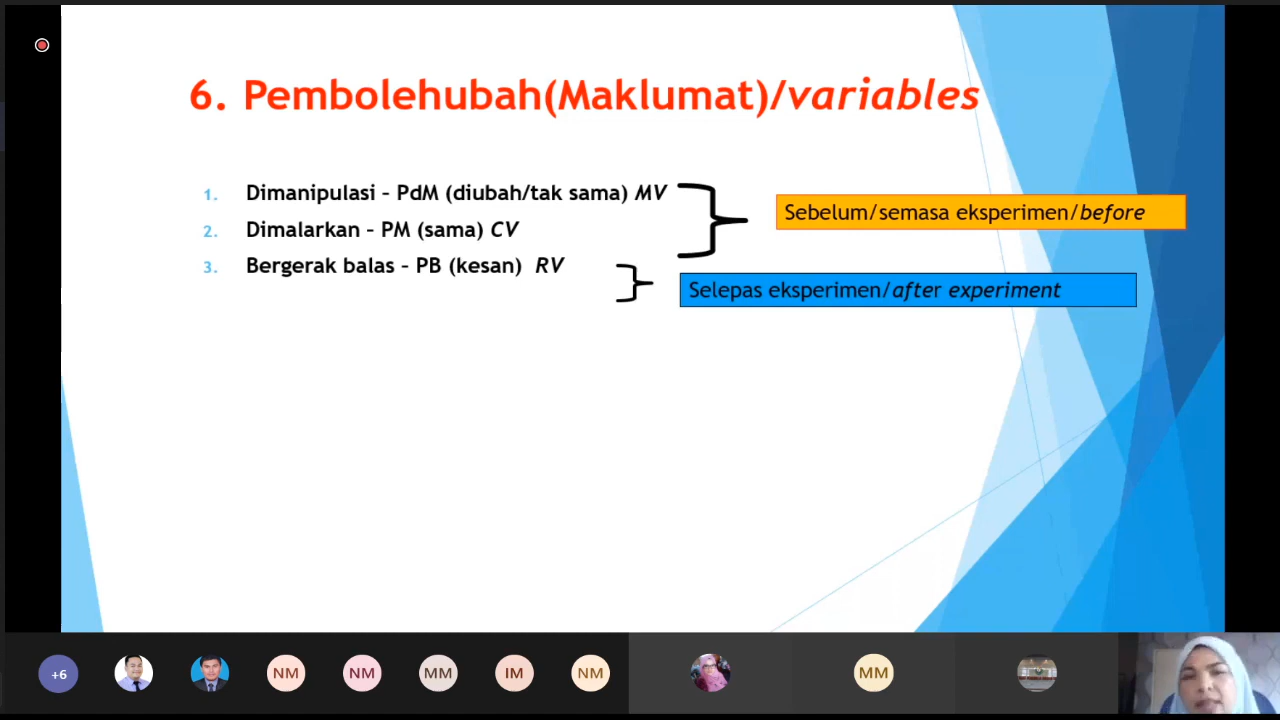 6. Pembolehubah(Maklumat)/variables
1. Dimanipulasi – PdM (diubah/tak sama) MV
2. Dimalarkan – PM (sama) CV
3. Bergerak balas – PB (kesan) RV
Sebelum/semasa eksperimen/before
Selepas eksperimen/after experiment
+6
NM
NM
MM
IM
NM
MM